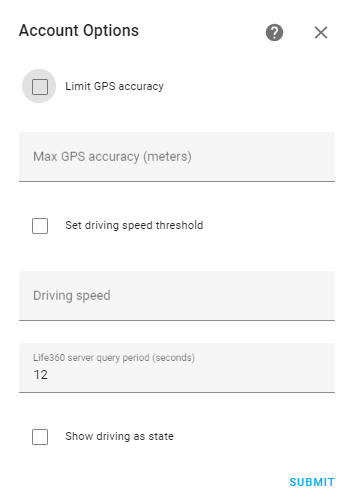 Account Options
Limit GPS accuracy
Max GPS accuracy (meters)
Set driving speed threshold
Driving speed
Life360 server query period (seconds)
12
Show driving as state
SUBMIT